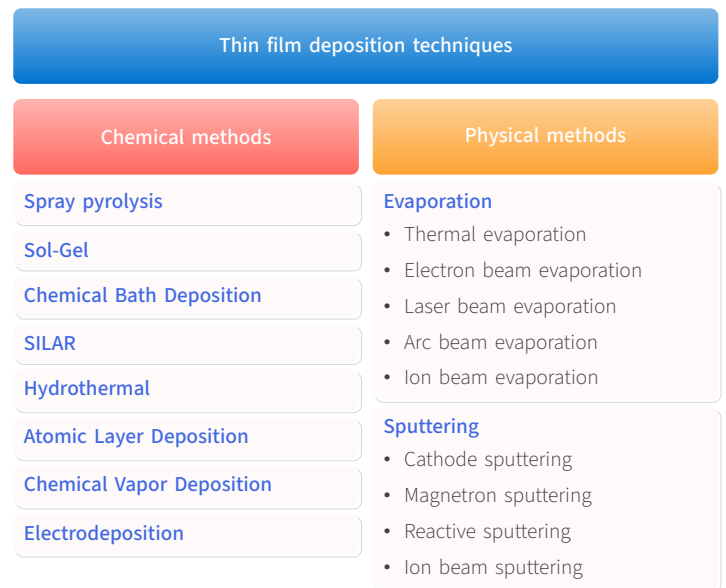 Thin film deposition techniques
Chemical methods
Spray pyrolysis
Sol-Gel
Chemical Bath Deposition
SILAR
Hydrothermal
Atomic Layer Deposition
Chemical Vapor Deposition
Electrodeposition
Physical methods
Evaporation
• Thermal evaporation
• Electron beam evaporation
• Laser beam evaporation
• Arc beam evaporation
• Ion beam evaporation
Sputtering
• Cathode sputtering
• Magnetron sputtering
• Reactive sputtering
• Ion beam sputtering